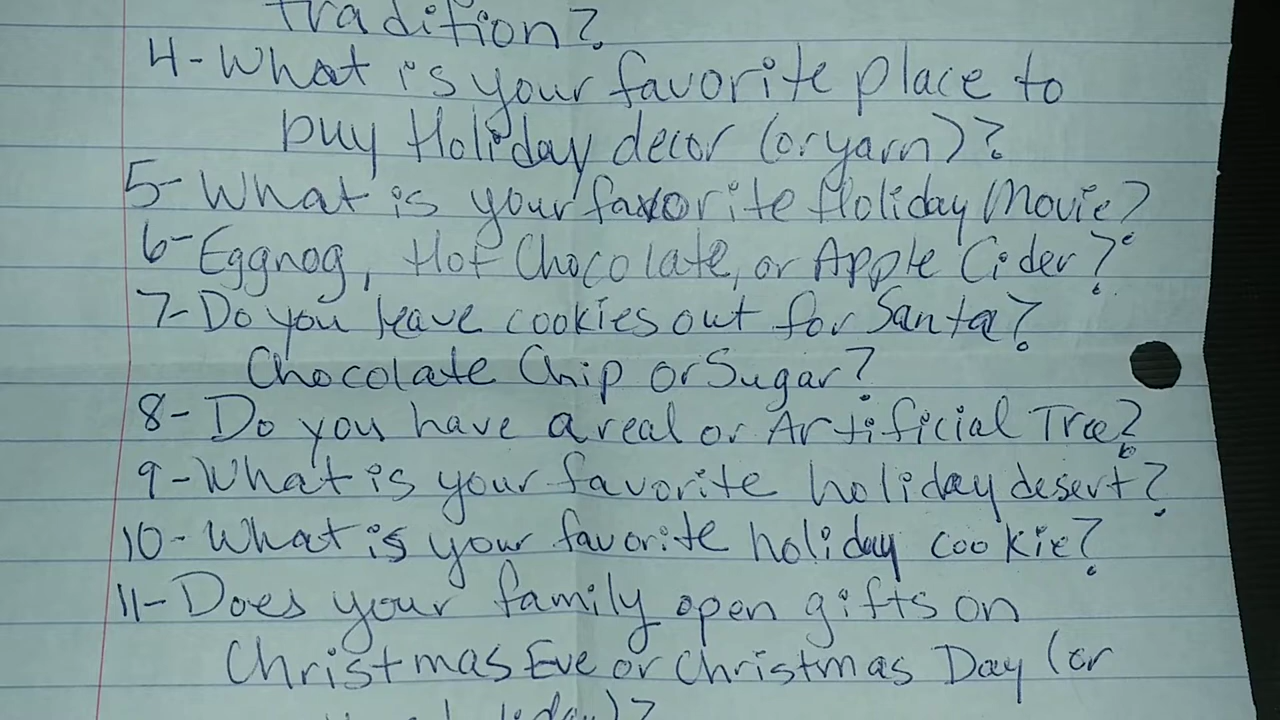 tradition?
4-What is your favorite place to
buy Holiday decor (or yarn)?
5-What is your favorite Holiday Movie?
6-Eggnog, Hot Chocolate, or Apple Cider?
7-Do you leave cookies out for Santa?
Chocolate Chip or Sugar?
8-Do you have a real or Artificial Tree?
9-What is your favorite holiday desert?
10-What is your favorite holiday cookie?
11-Does your family open gifts on
Christmas Eve or Christmas Day (or